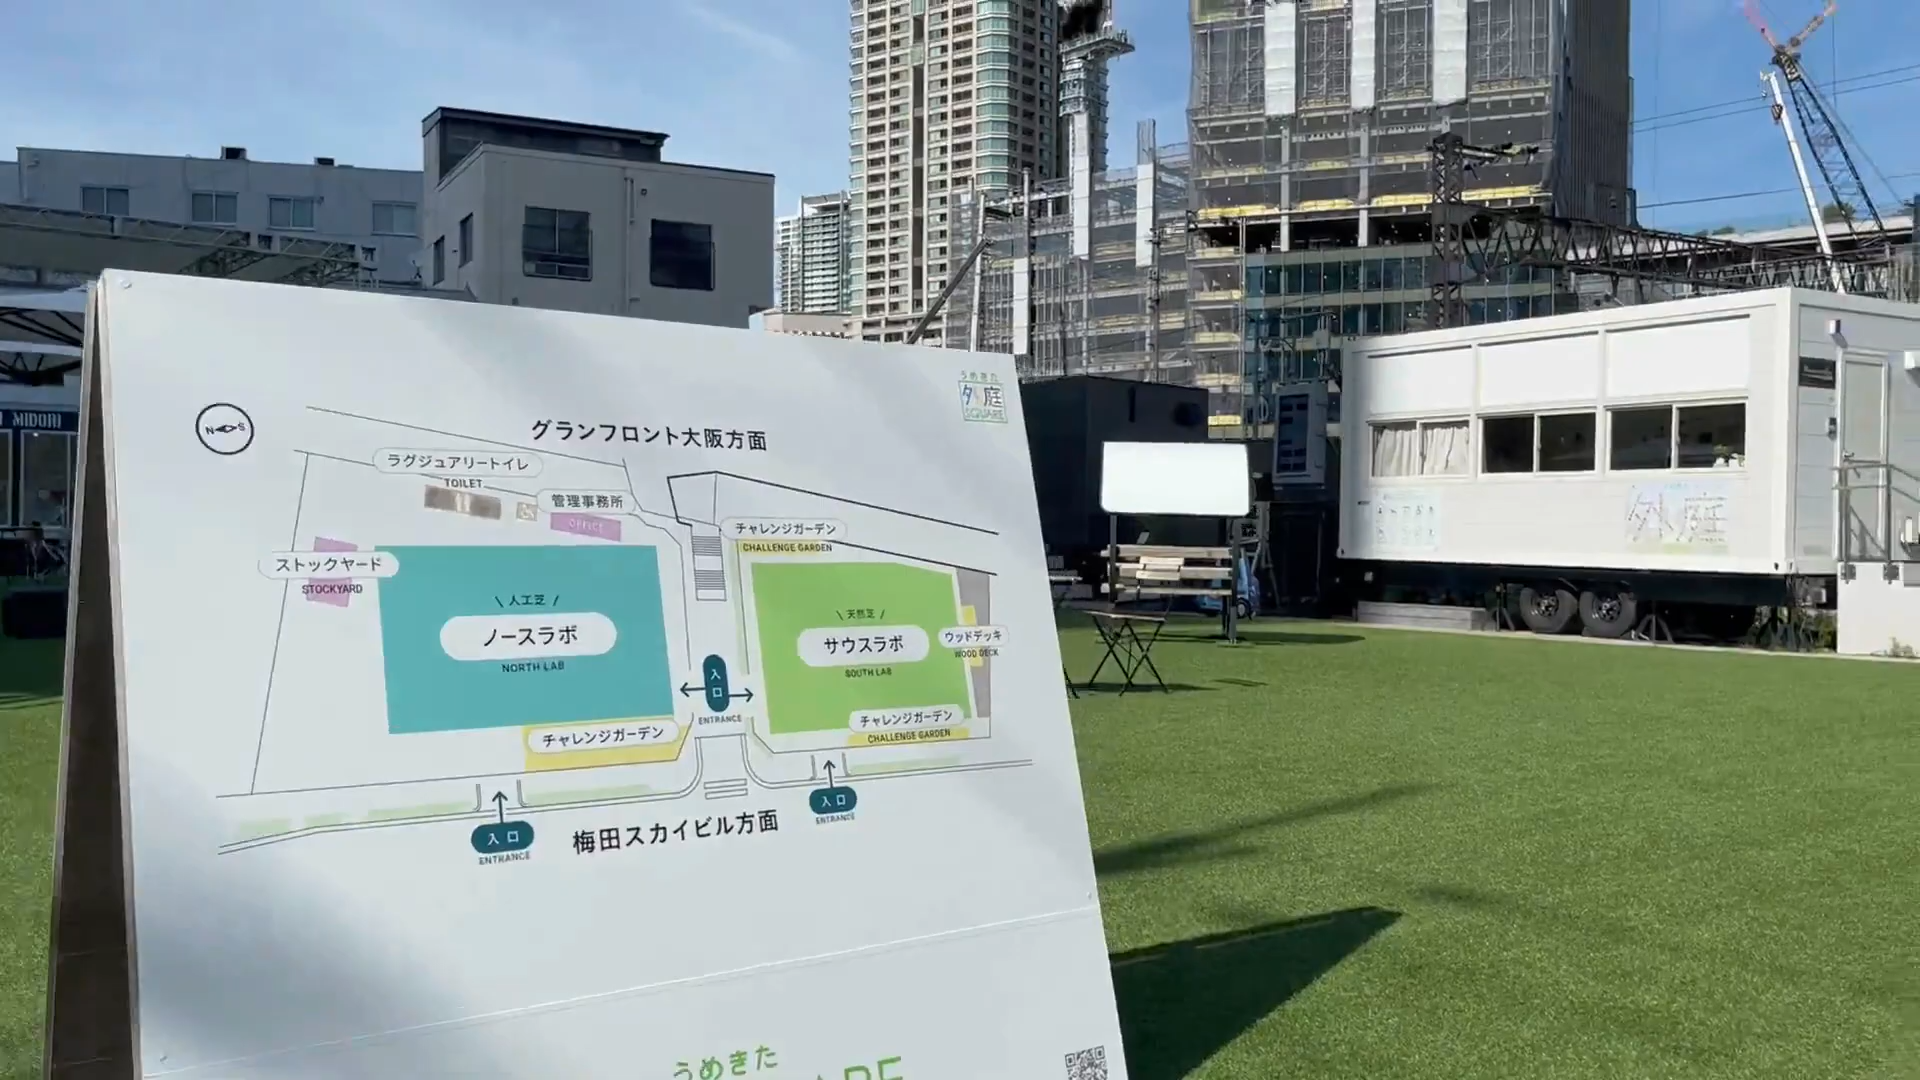 MIDORI
うめきた
外庭
SQUARE
N S
グランフロント大阪方面
ラグジュアリートイレ
TOILET
管理事務所
OFFICE
チャレンジガーデン
CHALLENGE GARDEN
ストックヤード
STOCKYARD
\ 人工芝 /
ノースラボ
NORTH LAB
\ 天然芝 /
サウスラボ
SOUTH LAB
ウッドデッキ
WOOD DECK
入口
ENTRANCE
チャレンジガーデン
チャレンジガーデン
CHALLENGE GARDEN
入口
ENTRANCE
入口
ENTRANCE
梅田スカイビル方面
うめきた
外庭